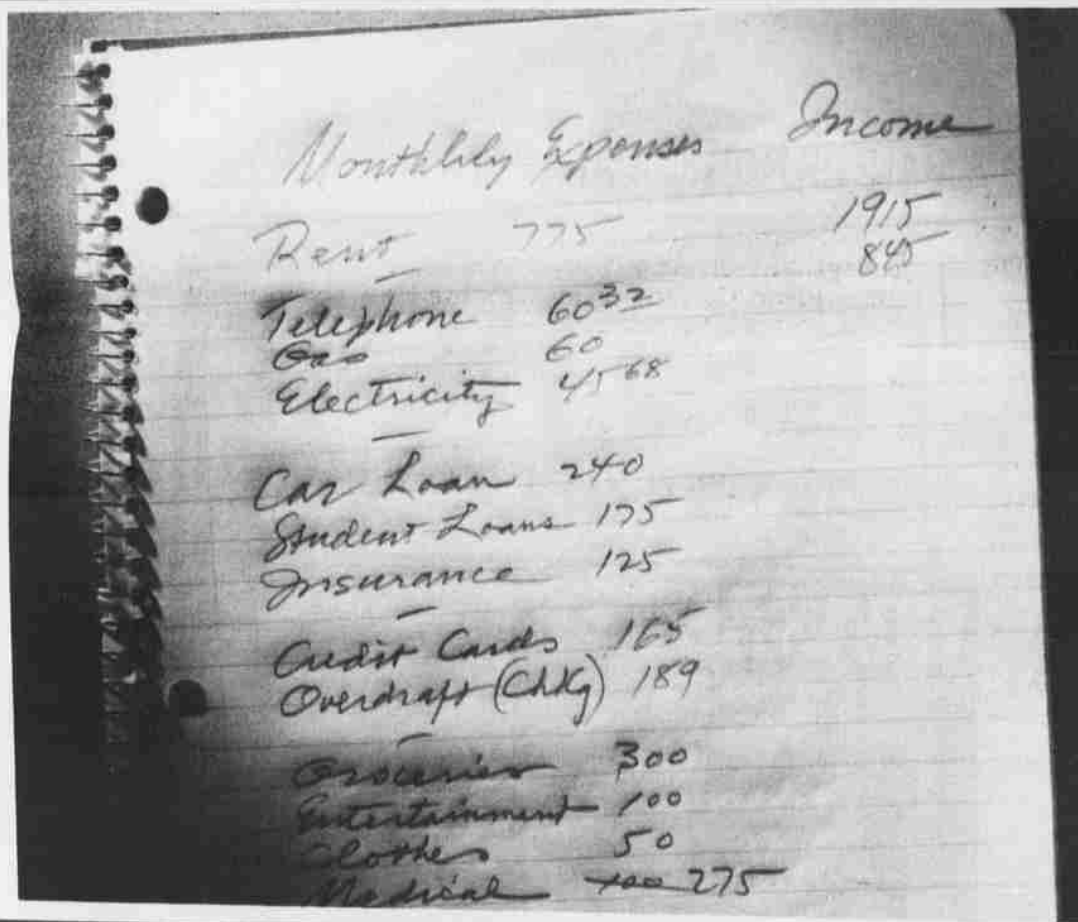 Monthlily Expenses Income
Rent 775 1915
845
Telephone 60 32
Gas 60
Electricity 45 68
Car Loan 240
Student Loans 175
Insurance 125
Credit Cards 165
Overdraft (Chkg) 189
Groceries 300
Entertainment 100
Clothes 50
Medical 100 275